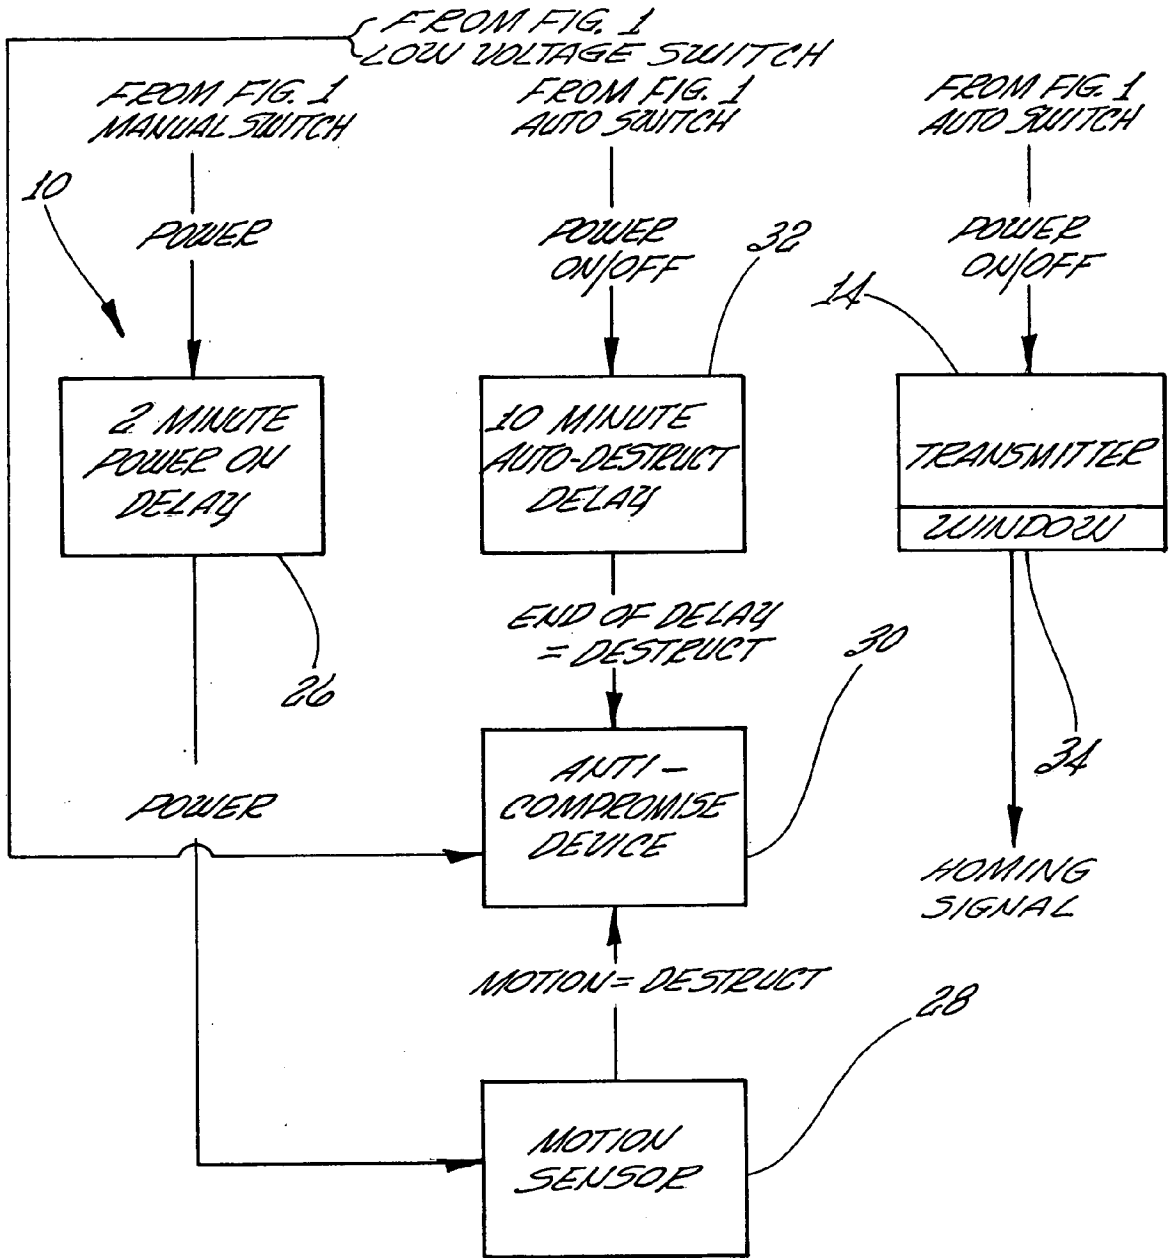 FROM FIG. 1
LOW VOLTAGE SWITCH
FROM FIG. 1
MANUAL SWITCH
FROM FIG. 1
AUTO SWITCH
FROM FIG. 1
AUTO SWITCH
10
POWER
POWER
ON/OFF
32
POWER
ON/OFF
14
2 MINUTE
POWER ON
DELAY
10 MINUTE
AUTO-DESTRUCT
DELAY
TRANSMITTER
WINDOW
26
END OF DELAY
= DESTRUCT
30
34
POWER
ANTI-
COMPROMISE
DEVICE
HOMING
SIGNAL
MOTION = DESTRUCT
28
MOTION
SENSOR